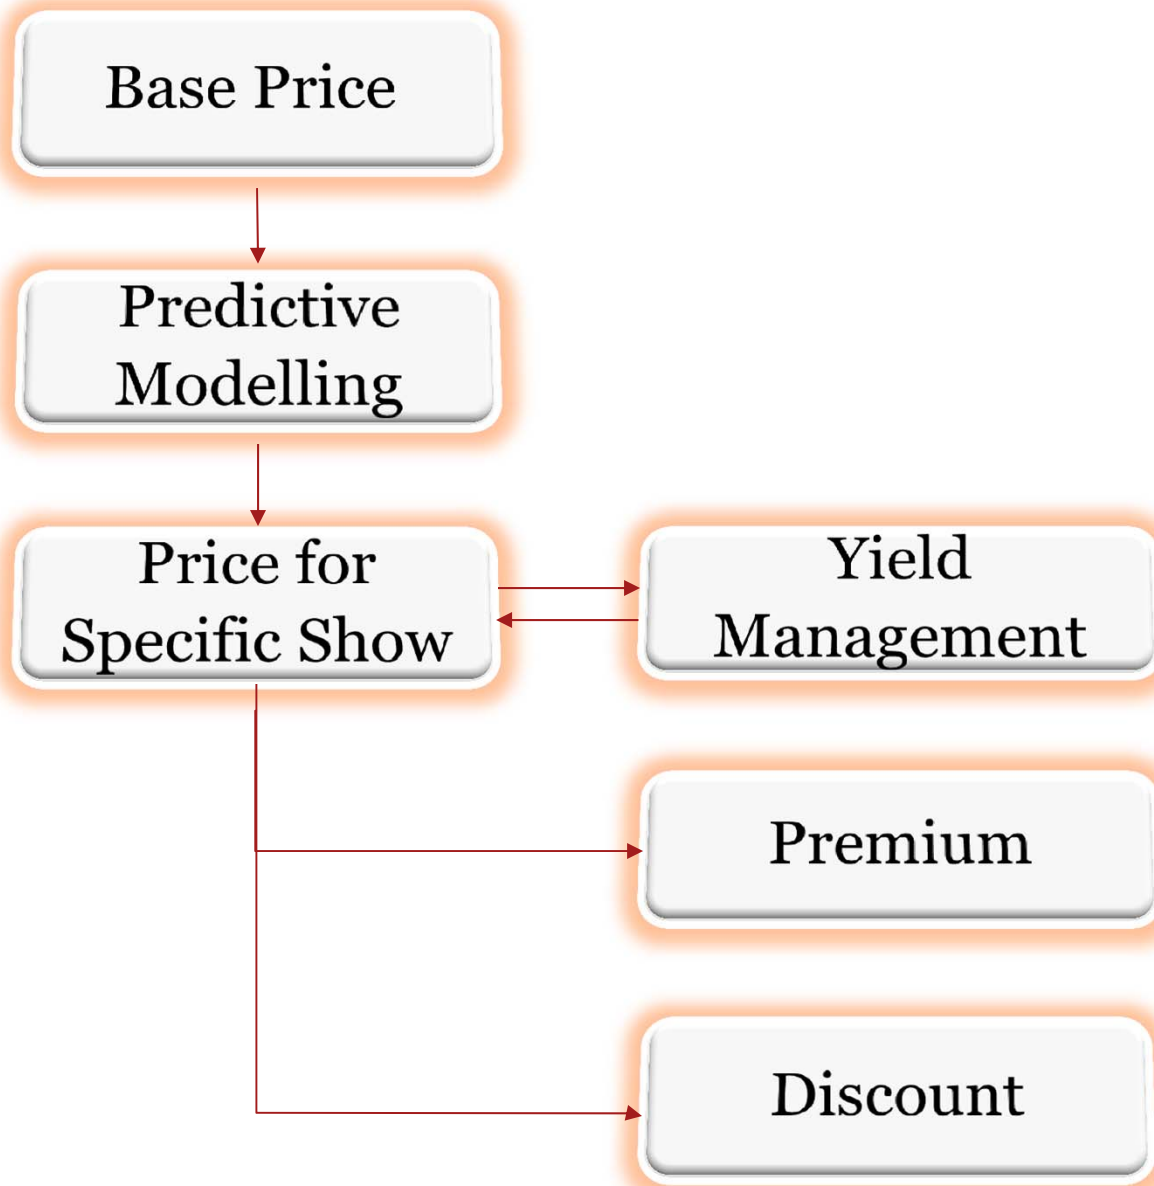 Base Price
Predictive
Modelling
Price for
Specific Show
Yield
Management
Premium
Discount